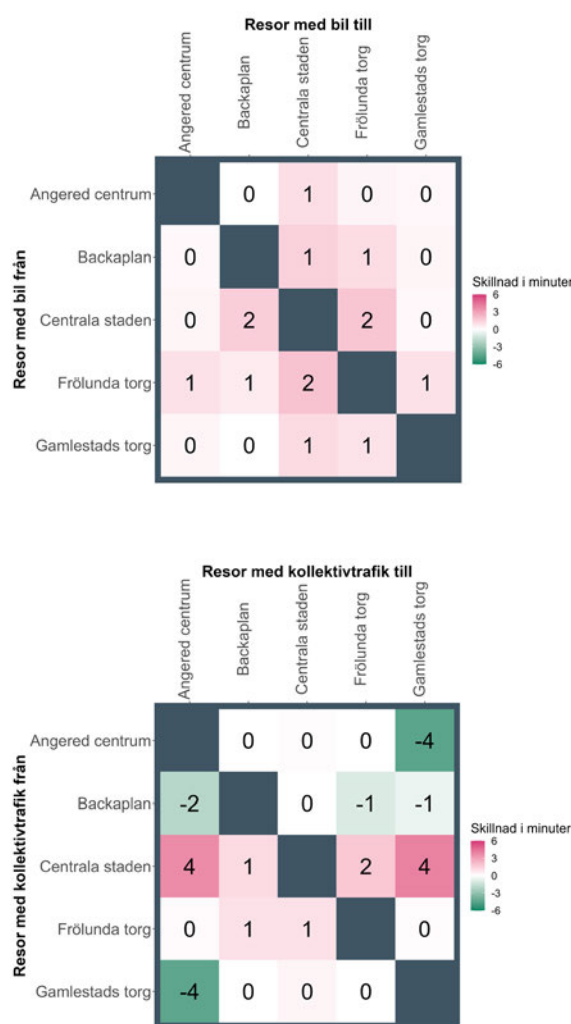 Resor med bil till
Angered centrum
Backaplan
Centrala staden
Frölunda torg
Gamlestads torg
Resor med bil från
Angered centrum 0 1 0 0
Backaplan 0 1 1 0
Centrala staden 0 2 2 0
Frölunda torg 1 1 2 1
Gamlestads torg 0 0 1 1
Skillnad i minuter
6
3
0
-3
-6
Resor med kollektivtrafik till
Angered centrum
Backaplan
Centrala staden
Frölunda torg
Gamlestads torg
Resor med kollektivtrafik från
Angered centrum 0 0 0 -4
Backaplan -2 0 -1 -1
Centrala staden 4 1 2 4
Frölunda torg 0 1 1 0
Gamlestads torg -4 0 0 0
Skillnad i minuter
6
3
0
-3
-6